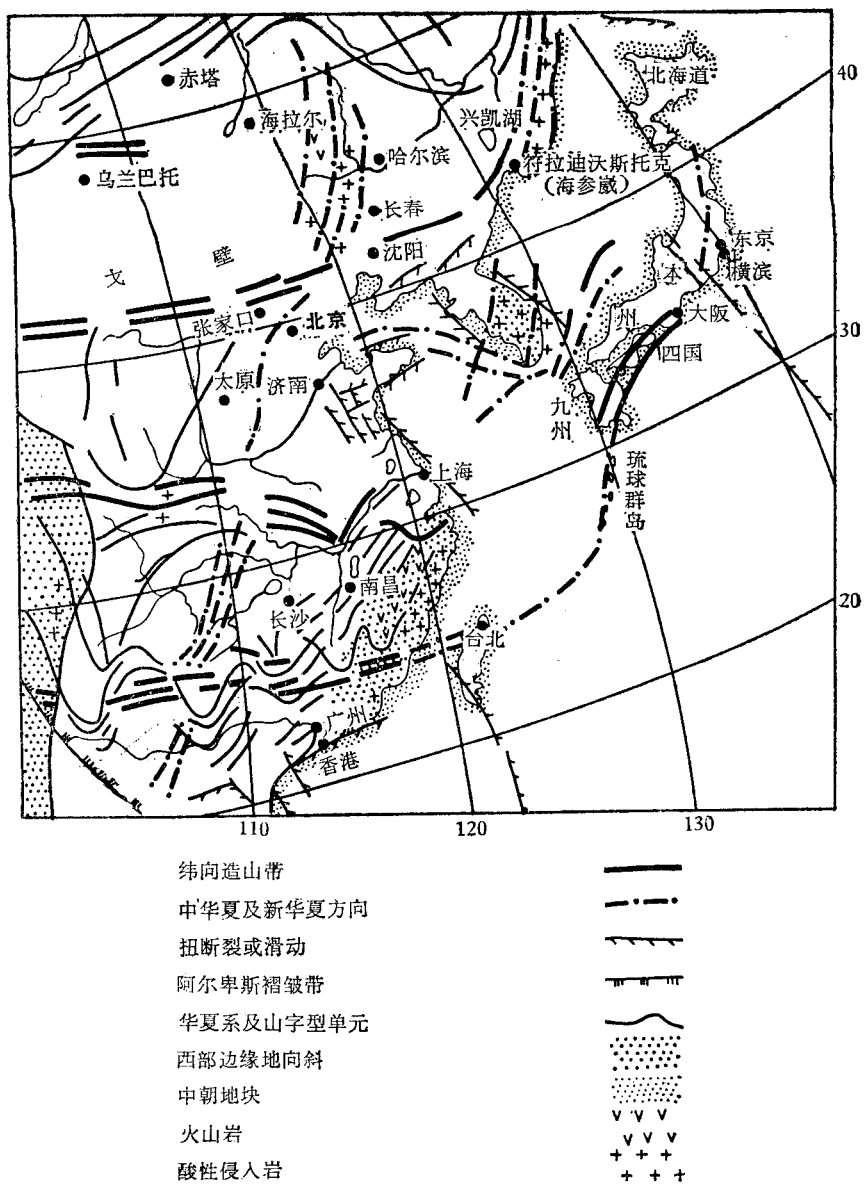 赤塔
北海道
40
海拉尔
兴凯湖
哈尔滨
符拉迪沃斯托克
(海参威)
乌兰巴托
长春
沈阳
东京
横滨
戈壁
本州
张家口
北京
大阪
30
四国
太原
济南
九州
上海
琉球群岛
南昌
长沙
20
台北
广州
香港
110
120
130
纬向造山带
中华夏及新华夏方向
扭断裂或滑动
阿尔卑斯褶皱带
华夏系及山字型单元
西部边缘地向斜
中朝地块
火山岩
酸性侵入岩